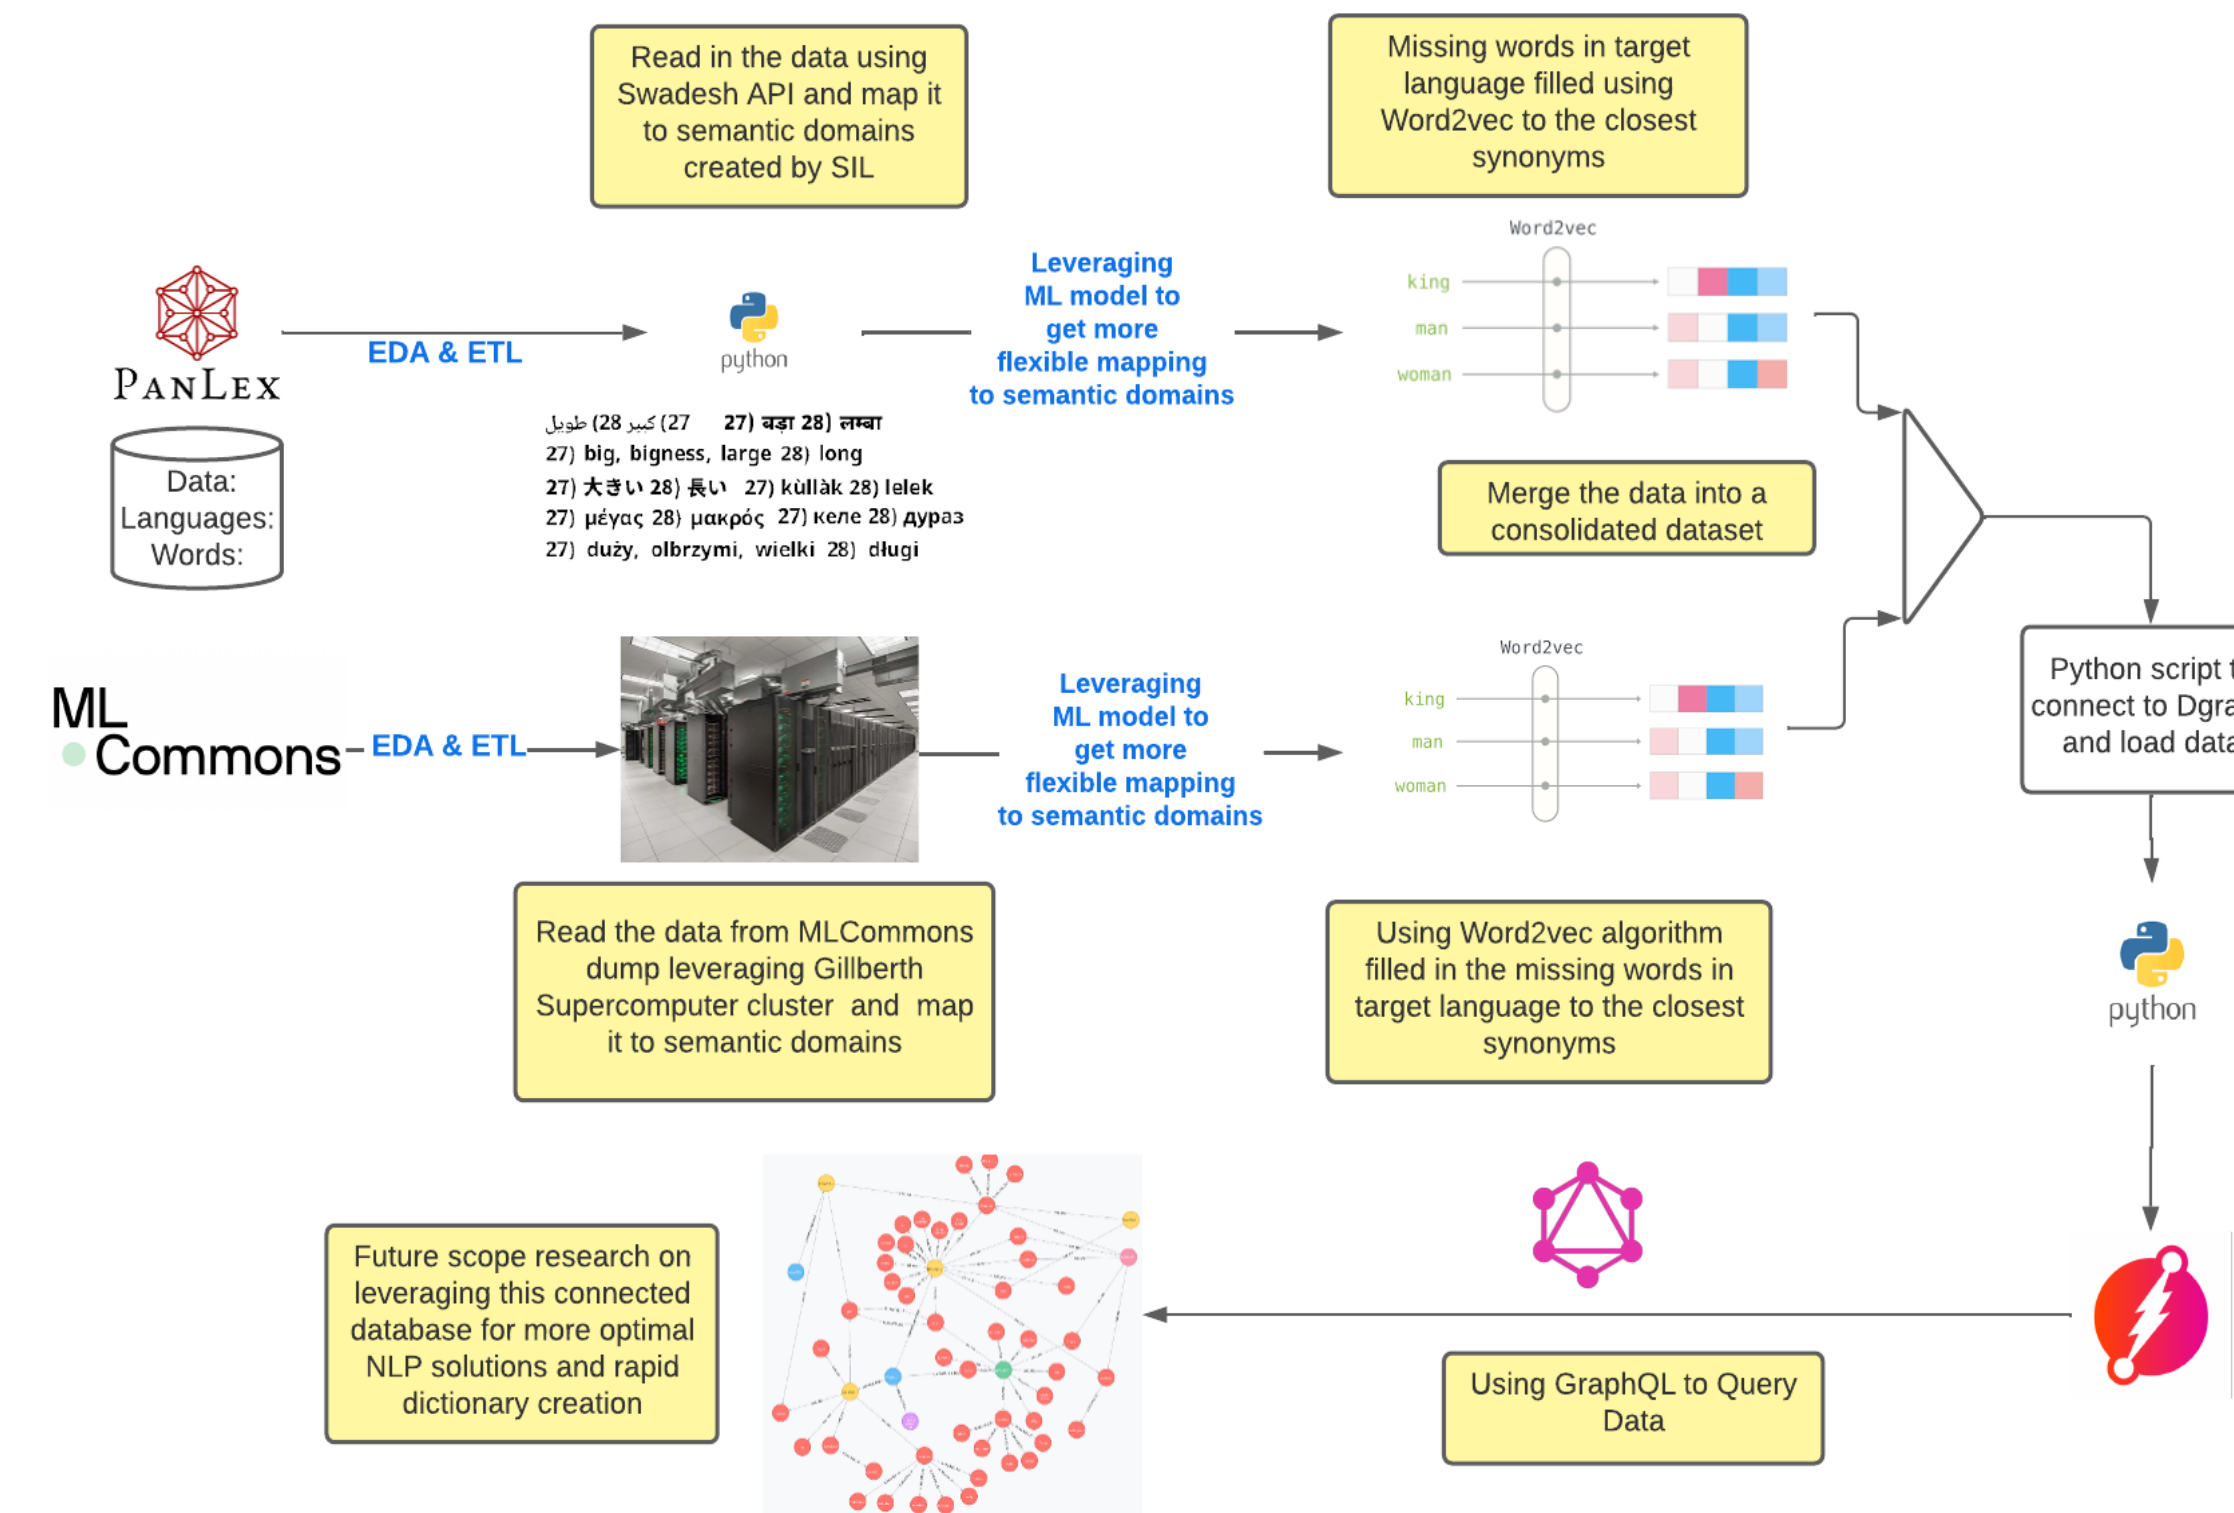 Read in the data using
Swadesh API and map it
to semantic domains
created by SIL
Missing words in target
language filled using
Word2vec to the closest
synonyms
PANLEX
EDA & ETL
python
Leveraging
ML model to
get more
flexible mapping
to semantic domains
Word2vec
king
man
woman
Data:
Languages:
Words:
27) كبير 28) طويل
27) बड़ा 28) लम्बा
27) big, bigness, large 28) long
27) 大きい 28) 長い
27) kùllàk 28) lelek
27) μέγας 28) μακρός
27) келе 28) дураз
27) duży, olbrzymi, wielki 28) długi
Merge the data into a
consolidated dataset
ML
Commons
EDA & ETL
Leveraging
ML model to
get more
flexible mapping
to semantic domains
Word2vec
king
man
woman
Python script
connect to
and load data
python
Read the data from MLCommons
dump leveraging Gillberth
Supercomputer cluster and map
it to semantic domains
Using Word2vec algorithm
filled in the missing words in
target language to the closest
synonyms
Future scope research on
leveraging this connected
database for more optimal
NLP solutions and rapid
dictionary creation
Using GraphQL to Query
Data